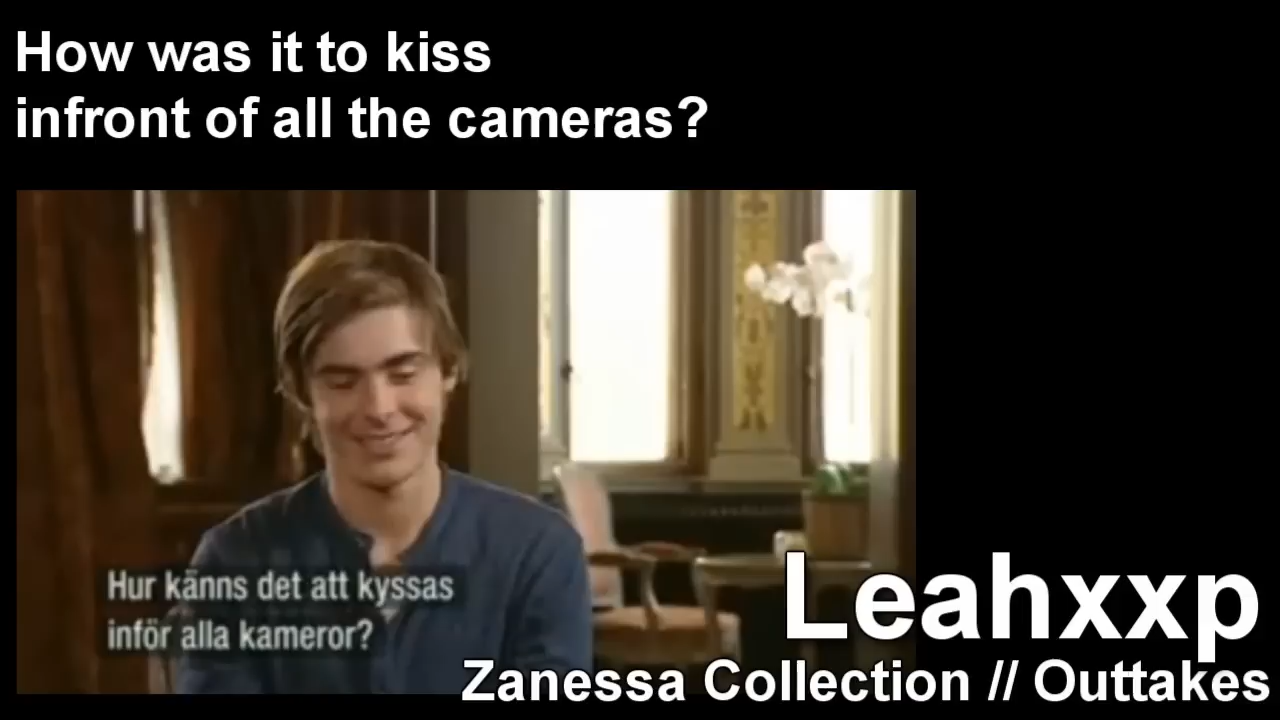 How was it to kiss
infront of all the cameras?
Hur känns det att kyssas
inför alla kameror?
Leahxxp
Zanessa Collection // Outtakes